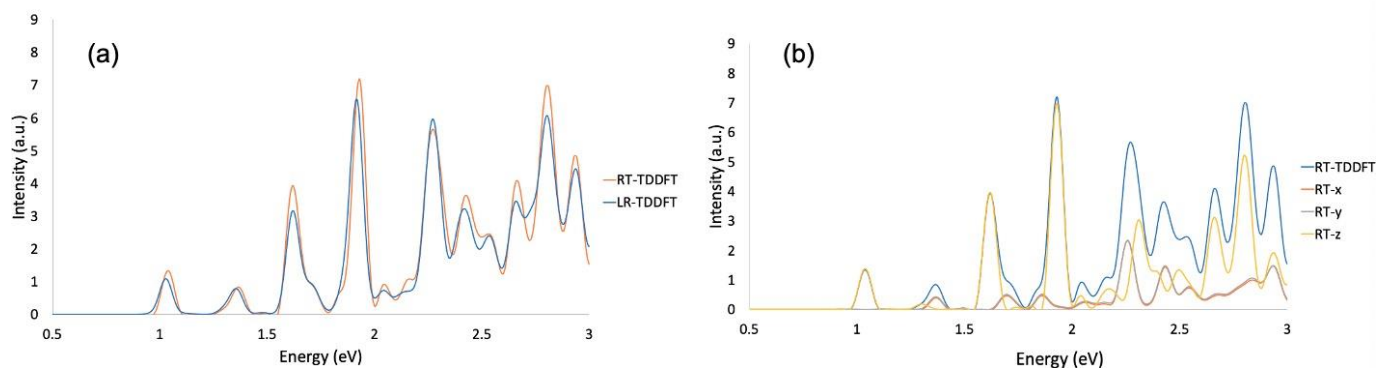 (a)
9
8
7
6
5
4
3
2
1
0
Intensity (a.u.)
0.5 1 1.5 2 2.5 3
Energy (eV)
RT-TDDFT
LR-TDDFT
(b)
9
8
7
6
5
4
3
2
1
0
Intensity (a.u.)
0.5 1 1.5 2 2.5 3
Energy (eV)
RT-TDDFT
RT-x
RT-y
RT-z